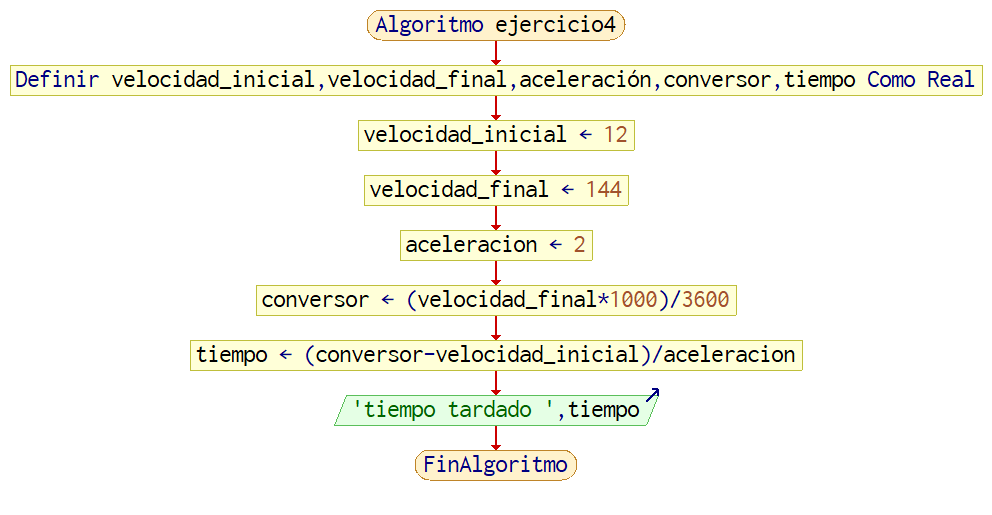 Algoritmo ejercicio4
Definir velocidad_inicial,velocidad_final,aceleración,conversor,tiempo Como Real
velocidad_inicial ← 12
velocidad_final ← 144
aceleracion ← 2
conversor ← (velocidad_final*1000)/3600
tiempo ← (conversor-velocidad_inicial)/aceleracion
'tiempo tardado ',tiempo
FinAlgoritmo